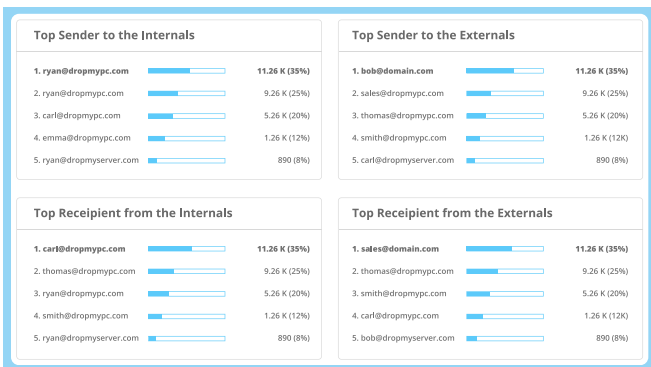 Top Sender to the Internals
1. ryan@dropmypc.com 11.26 K (35%)
2. ryan@dropmypc.com 9.26 K (25%)
3. carl@dropmypc.com 5.26 K (20%)
4. emma@dropmypc.com 1.26 K (12%)
5. ryan@dropmyserver.com 890 (8%)
Top Sender to the Externals
1. bob@domain.com 11.26 K (35%)
2. sales@dropmypc.com 9.26 K (25%)
3. thomas@dropmypc.com 5.26 K (20%)
4. smith@dropmypc.com 1.26 K (12K)
5. carl@dropmyserver.com 890 (8%)
Top Receipient from the Internals
1. carl@dropmypc.com 11.26 K (35%)
2. thomas@dropmypc.com 9.26 K (25%)
3. ryan@dropmypc.com 5.26 K (20%)
4. smith@dropmypc.com 1.26 K (12%)
5. ryan@dropmyserver.com 890 (8%)
Top Receipient from the Externals
1. sales@domain.com 11.26 K (35%)
2. thomas@dropmypc.com 9.26 K (25%)
3. smith@dropmypc.com 5.26 K (20%)
4. carl@dropmypc.com 1.26 K (12K)
5. bob@dropmyserver.com 890 (8%)